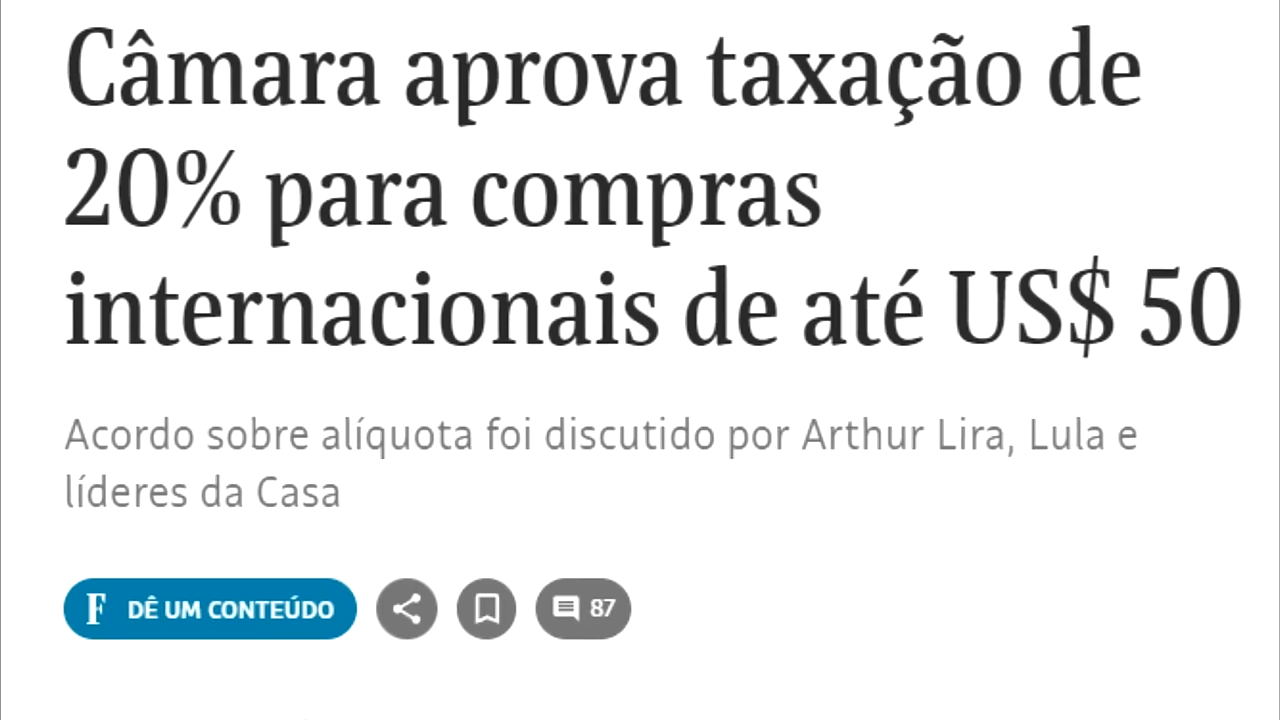 Câmara aprova taxação de
20% para compras
internacionais de até US$ 50
Acordo sobre alíquota foi discutido por Arthur Lira, Lula e
líderes da Casa
F DÊ UM CONTEÚDO 87